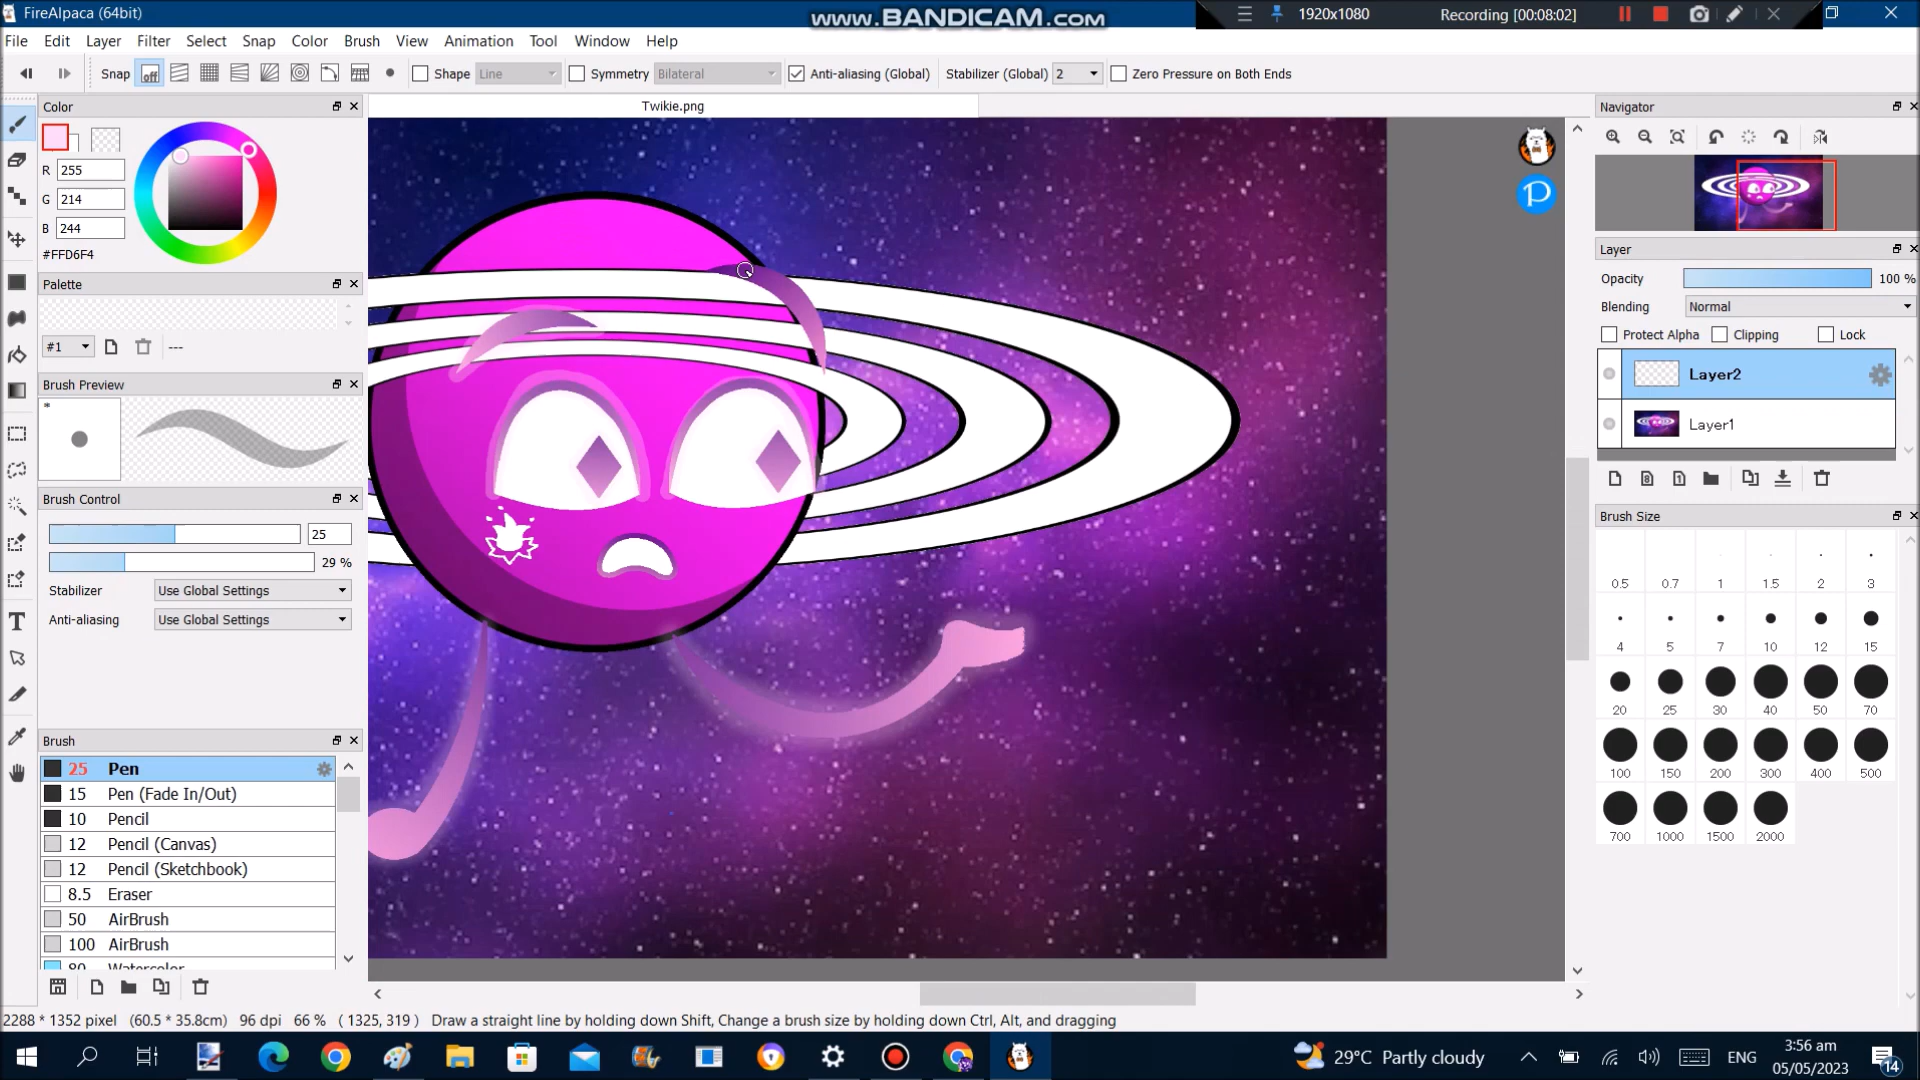 FireAlpaca (64bit)
www.BANDICAM.com
1920x1080
Recording [00:08:02]
File Edit Layer Filter Select Snap Color Brush View Animation Tool Window Help
Snap off Shape Line Symmetry Bilateral Anti-aliasing (Global) Stabilizer (Global) 2 Zero Pressure on Both Ends
Color
R 255
G 214
B 244
#FFD6F4
Palette
#1 ---
Brush Preview
*
Brush Control
25
29 %
Stabilizer Use Global Settings
Anti-aliasing Use Global Settings
Brush
25 Pen
15 Pen (Fade In/Out)
10 Pencil
12 Pencil (Canvas)
12 Pencil (Sketchbook)
8.5 Eraser
50 AirBrush
100 AirBrush
80 Watercolor
Twikie.png
P
Navigator
Layer
Opacity 100 %
Blending Normal
Protect Alpha Clipping Lock
Layer2
Layer1
8 1
Brush Size
0.5 0.7 1 1.5 2 3
4 5 7 10 12 15
20 25 30 40 50 70
100 150 200 300 400 500
700 1000 1500 2000
2288 * 1352 pixel (60.5 * 35.8cm) 96 dpi 66 % ( 1325, 319 ) Draw a straight line by holding down Shift, Change a brush size by holding down Ctrl, Alt, and dragging
T
29°C Partly cloudy
ENG
3:56 am
05/05/2023
14